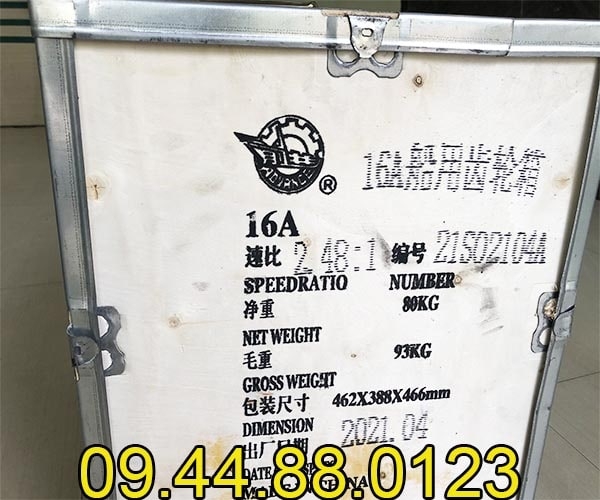 ®
16A船用齿轮箱
16A
速比 2.48:1 编号 21S02104A
SPEEDRATIO NUMBER
净重 80KG
NET WEIGHT
毛重 93KG
GROSS WEIGHT
包装尺寸 462X388X466mm
DIMENSION
出厂日期 2021.04
DATE
09.44.88.0123